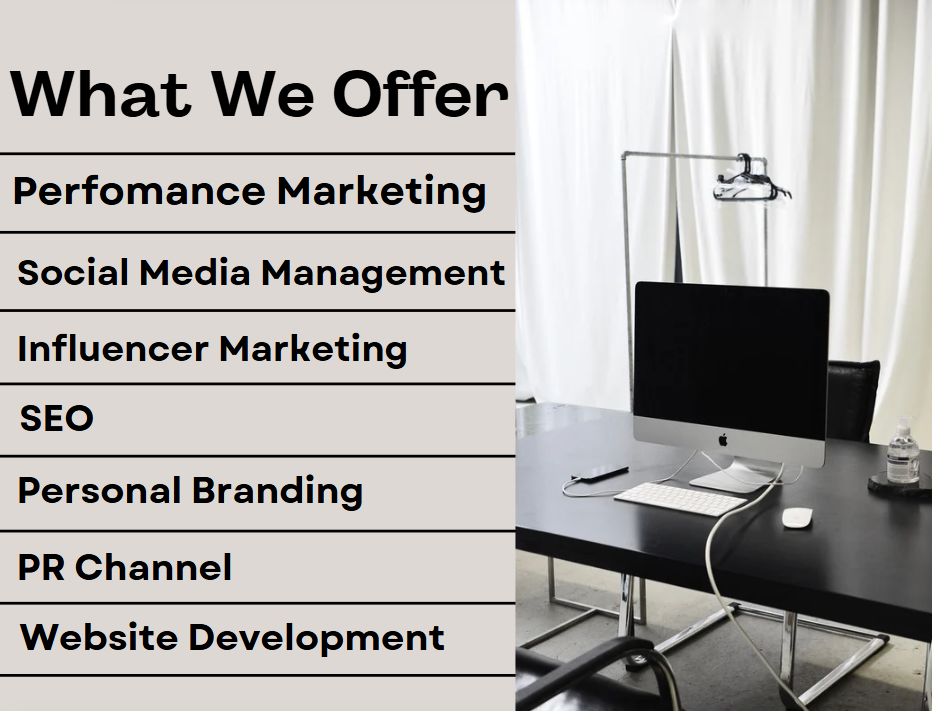 What We Offer
Perfomance Marketing
Social Media Management
Influencer Marketing
SEO
Personal Branding
PR Channel
Website Development